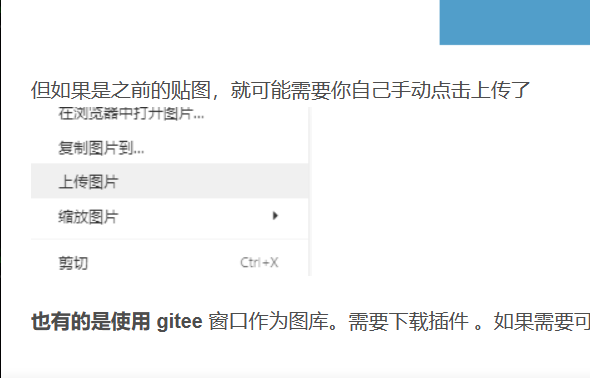 但如果是之前的贴图，就可能需要你自己手动点击上传了
在浏览器中打开图片...
复制图片到...
上传图片
缩放图片
剪切 Ctrl+X
也有的是使用 gitee 窗口作为图库。需要下载插件 。如果需要可